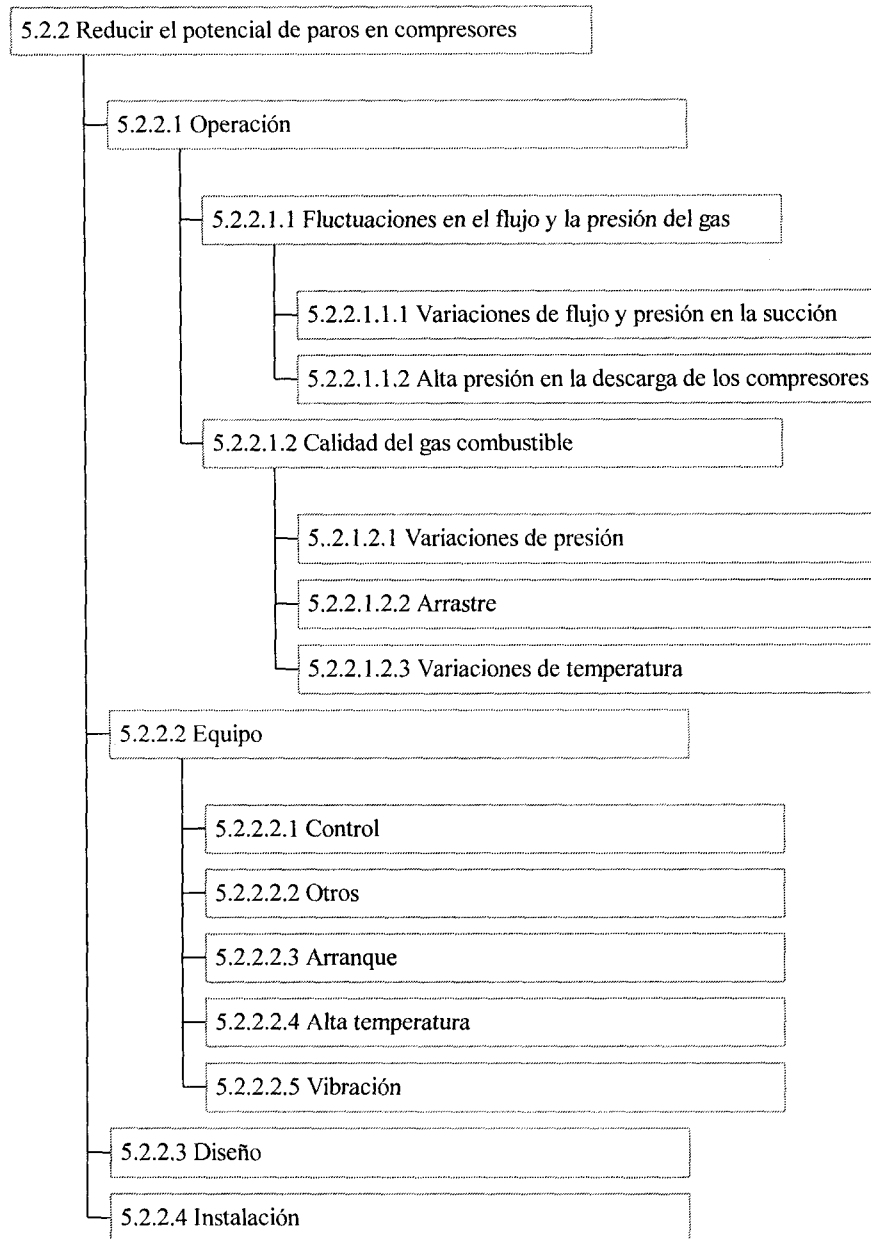 5.2.2 Reducir el potencial de paros en compresores
5.2.2.1 Operación
5.2.2.1.1 Fluctuaciones en el flujo y la presión del gas
5.2.2.1.1.1 Variaciones de flujo y presión en la succión
5.2.2.1.1.2 Alta presión en la descarga de los compresores
5.2.2.1.2 Calidad del gas combustible
5..2.1.2.1 Variaciones de presión
5.2.2.1.2.2 Arrastre
5.2.2.1.2.3 Variaciones de temperatura
5.2.2.2 Equipo
5.2.2.2.1 Control
5.2.2.2.2 Otros
5.2.2.2.3 Arranque
5.2.2.2.4 Alta temperatura
5.2.2.2.5 Vibración
5.2.2.3 Diseño
5.2.2.4 Instalación